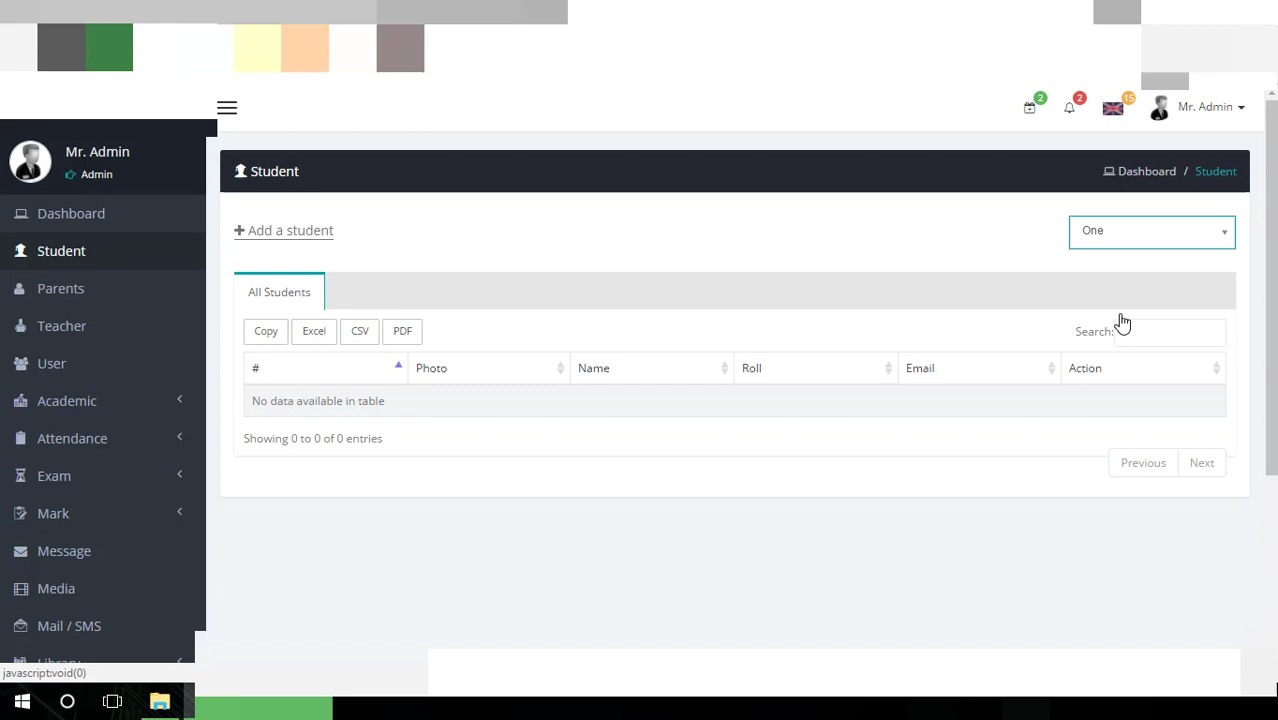 2 2 15 Mr. Admin
Mr. Admin
Admin
Student Dashboard / Student
Dashboard
+ Add a student One
Student
Parents All Students
Teacher Copy Excel CSV PDF Search:
User # Photo Name Roll Email Action
Academic No data available in table
Attendance Showing 0 to 0 of 0 entries
Previous Next
Exam
Mark
Message
Media
Mail / SMS
Library
javascript:void(0)